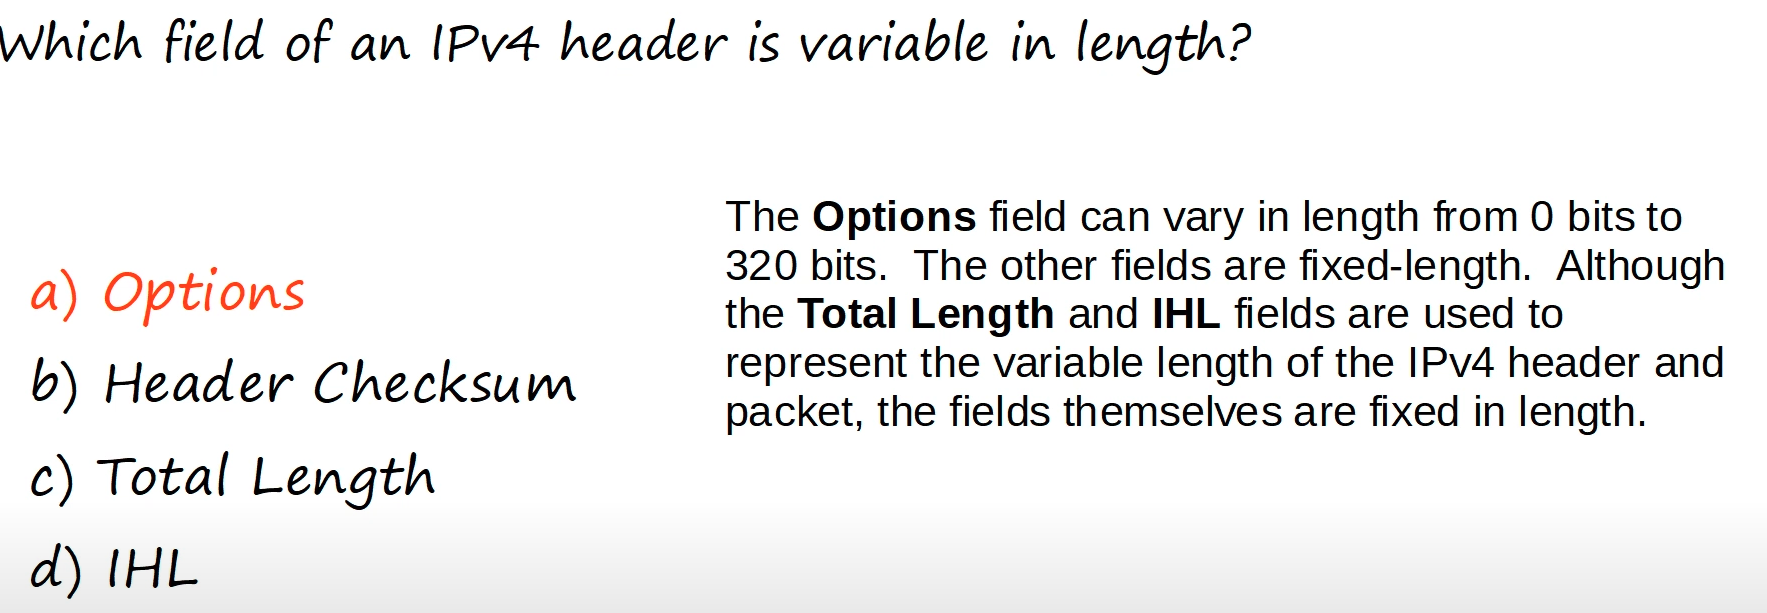 Which field of an IPv4 header is variable in length?
a) Options
b) Header Checksum
c) Total Length
d) IHL
The Options field can vary in length from 0 bits to
320 bits.  The other fields are fixed-length.  Although
the Total Length and IHL fields are used to
represent the variable length of the IPv4 header and
packet, the fields themselves are fixed in length.